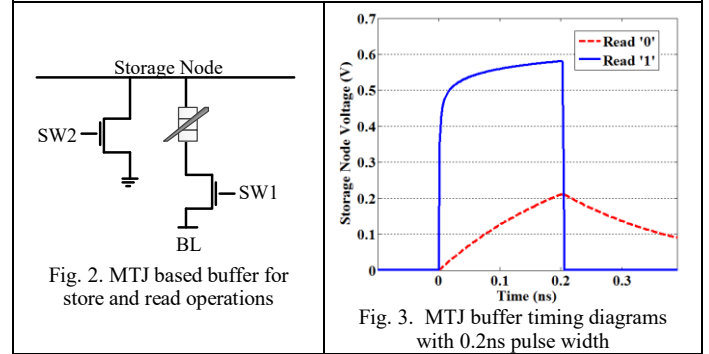 Storage Node
SW2
SW1
BL
Fig. 2. MTJ based buffer for
store and read operations
0.7
0.6
0.5
0.4
0.3
0.2
0.1
0
Storage Node Voltage (V)
Read '0'
Read '1'
0 0.1 0.2 0.3
Time (ns)
Fig. 3. MTJ buffer timing diagrams
with 0.2ns pulse width